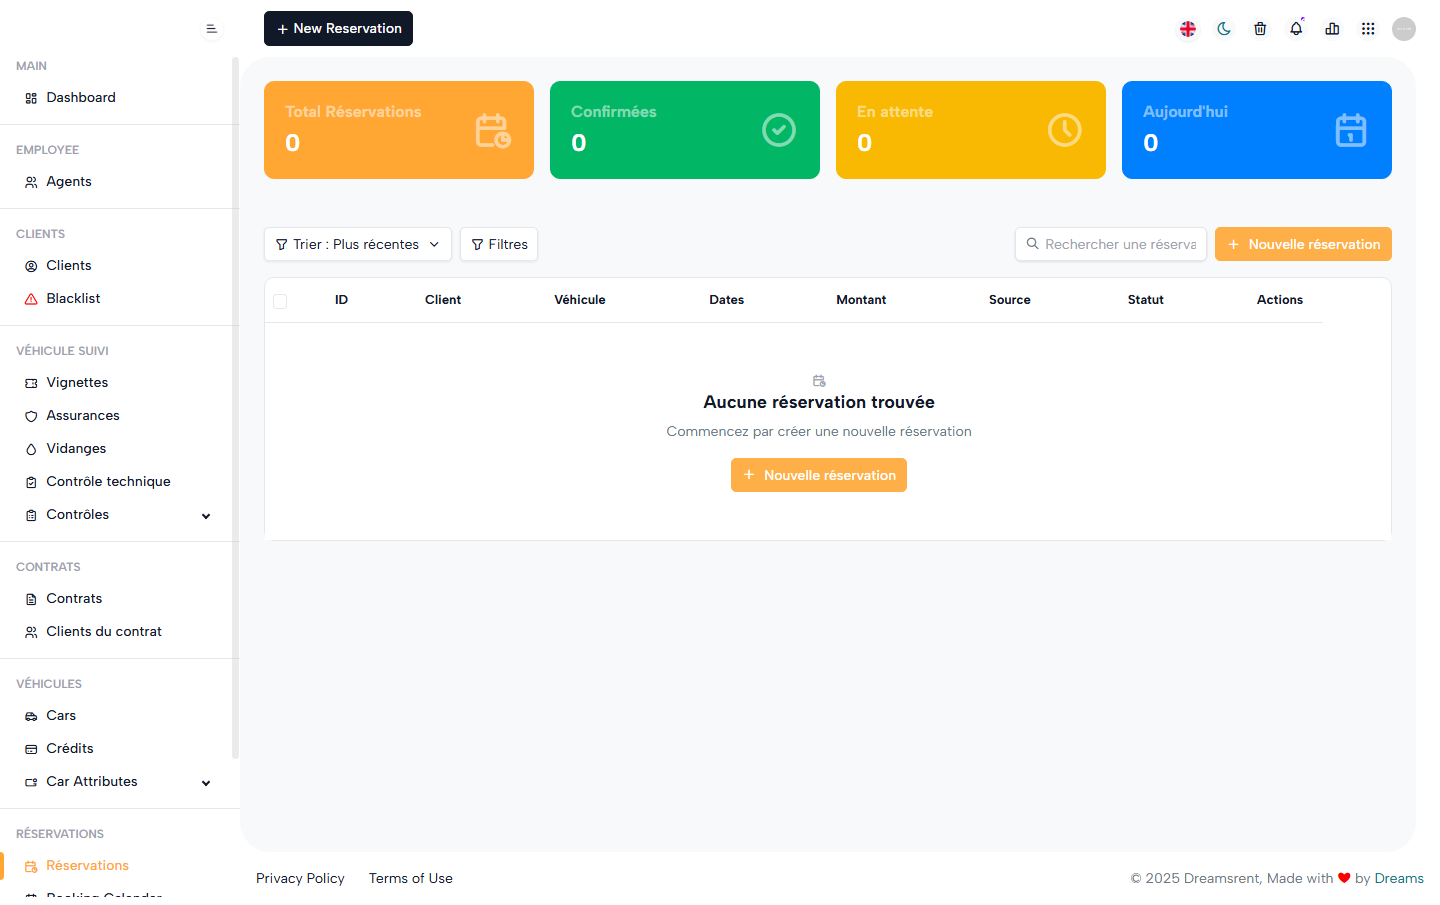 New Reservation
MAIN
Dashboard
EMPLOYEE
Agents
CLIENTS
Clients
Blacklist
VÉHICULE SUIVI
Vignettes
Assurances
Vidanges
Contrôle technique
Contrôles
CONTRATS
Contrats
Clients du contrat
VÉHICULES
Cars
Crédits
Car Attributes
RÉSERVATIONS
Réservations
Booking Calendar
Total Réservations
0
Confirmées
0
En attente
0
Aujourd'hui
0
Trier : Plus récentes
Filtres
Rechercher une réserva
Nouvelle réservation
ID Client Véhicule Dates Montant Source Statut Actions
Aucune réservation trouvée
Commencez par créer une nouvelle réservation
Nouvelle réservation
Privacy Policy Terms of Use
© 2025 Dreamsrent, Made with ❤ by Dreams